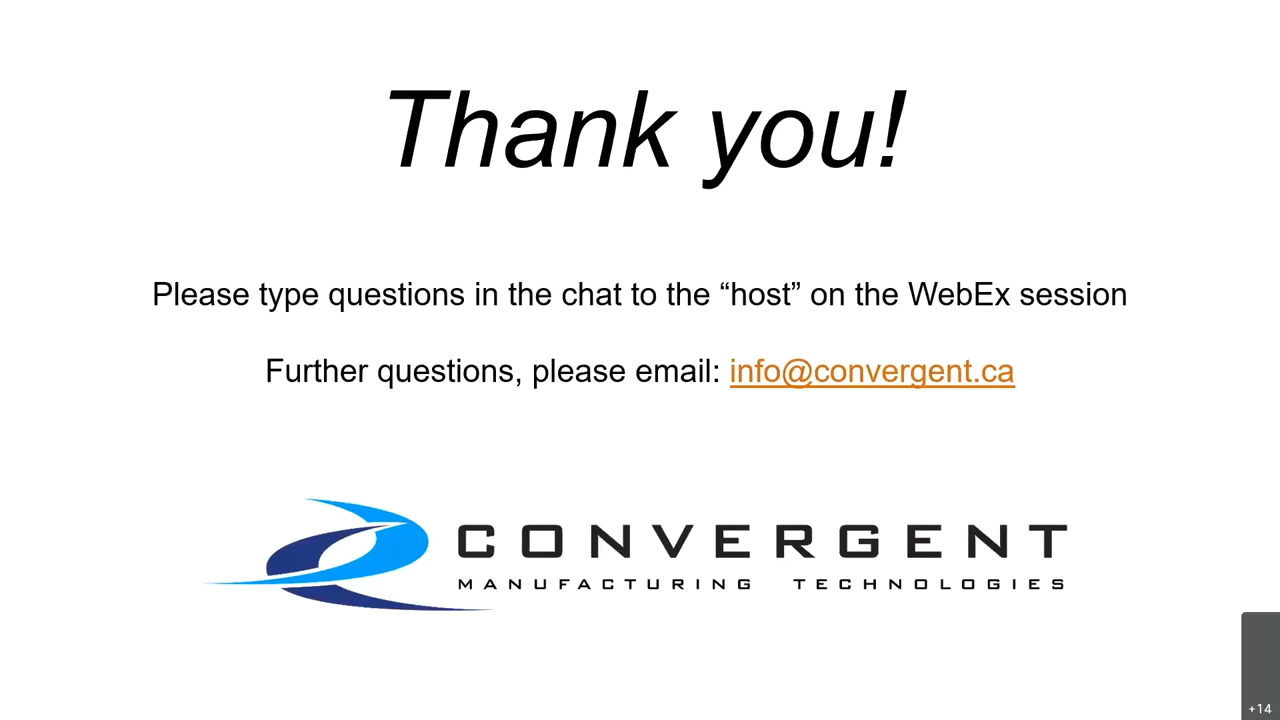 Thank you!
Please type questions in the chat to the “host” on the WebEx session
Further questions, please email: info@convergent.ca
CONVERGENT
MANUFACTURING TECHNOLOGIES
+14